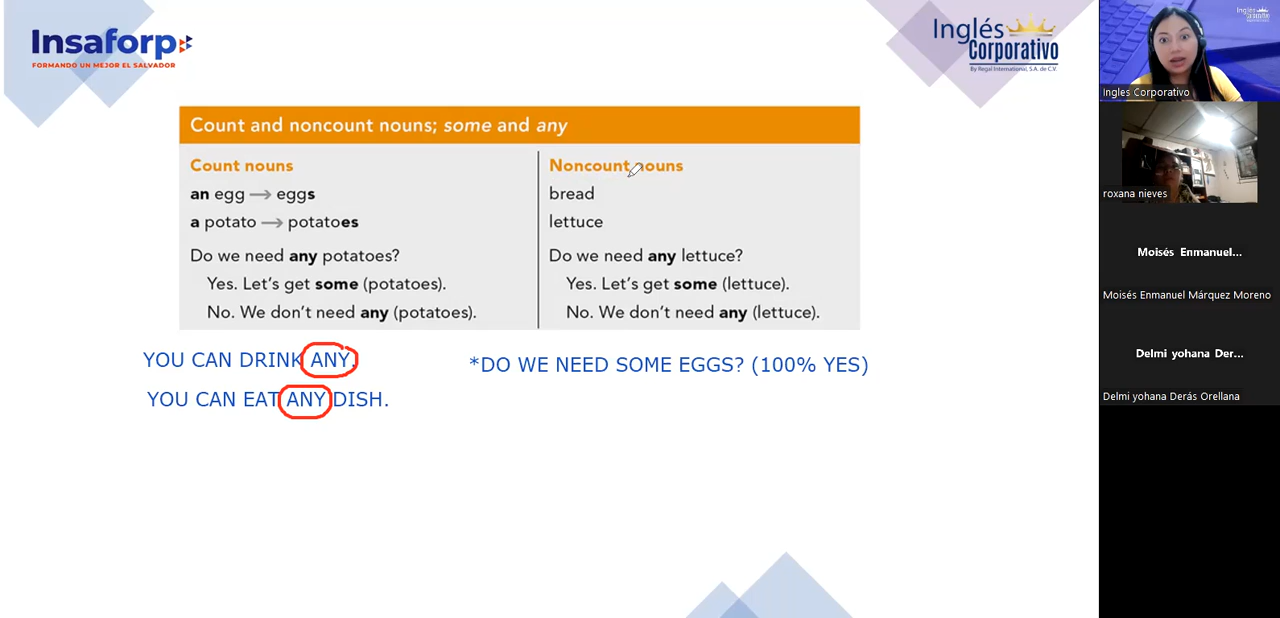 Insaforp
FORMANDO UN MEJOR EL SALVADOR
Inglés
Corporativo
By Regal International, S.A. de C.V.
Count and noncount nouns; some and any
Count nouns
an egg → eggs
a potato → potatoes
Do we need any potatoes?
Yes. Let's get some (potatoes).
No. We don't need any (potatoes).
Noncount nouns
bread
lettuce
Do we need any lettuce?
Yes. Let's get some (lettuce).
No. We don't need any (lettuce).
YOU CAN DRINK ANY.
YOU CAN EAT ANY DISH.
*DO WE NEED SOME EGGS? (100% YES)
Inglés
Corporativo
Ingles Corporativo
roxana nieves
Moisés Enmanuel...
Moisés Enmanuel Márquez Moreno
Delmi yohana Der...
Delmi yohana Derás Orellana